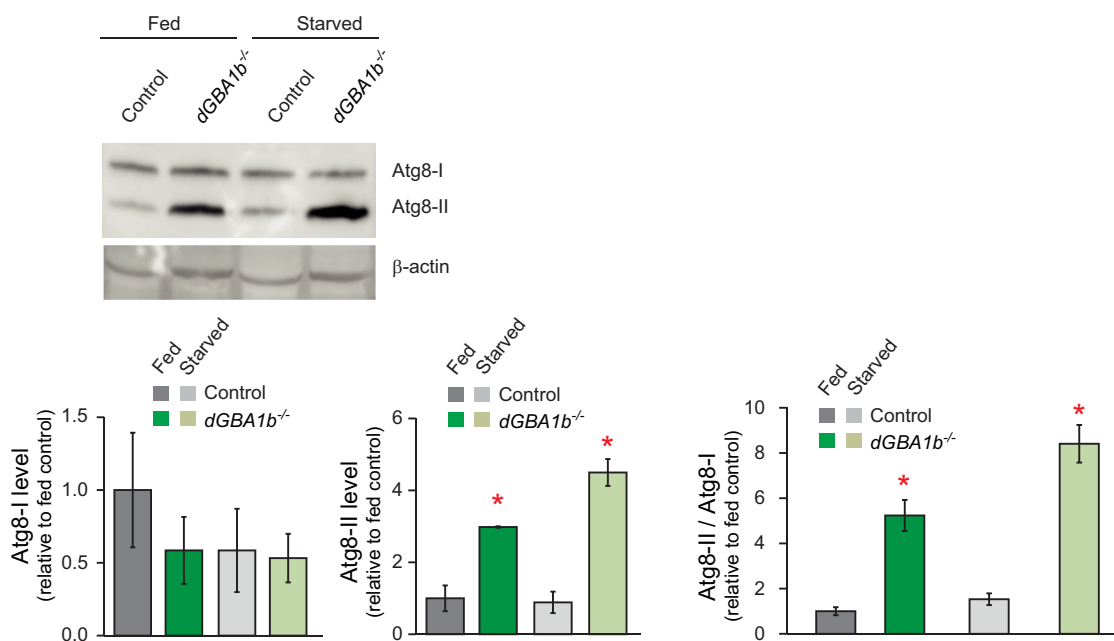 Fed Starved
Control dGBA1b-/- Control dGBA1b-/-
Atg8-I
Atg8-II
β-actin
Fed Starved
Control
dGBA1b-/-
Atg8-I level
(relative to fed control)
1.5
1.0
0.5
0.0
Fed Starved
Control
dGBA1b-/-
Atg8-II level
(relative to fed control)
6
4
2
0
*
*
Fed Starved
Control
dGBA1b-/-
Atg8-II / Atg8-I
(relative to fed control)
10
8
6
4
2
0
*
*